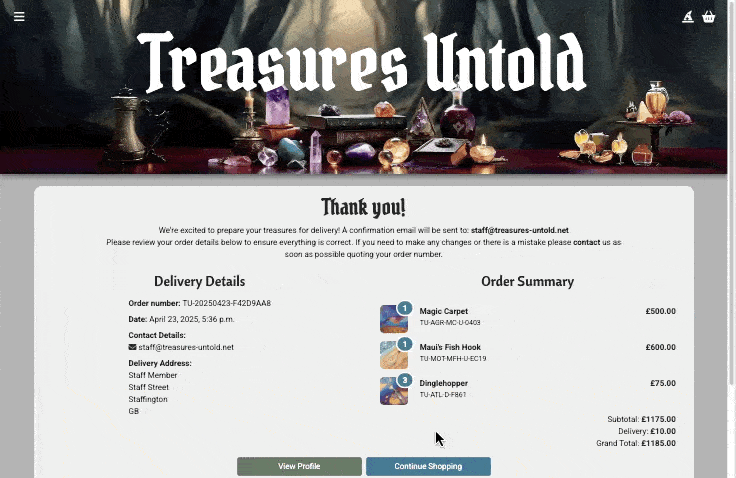 Treasures Untold
Thank you!
We're excited to prepare your treasures for delivery! A confirmation email will be sent to: staff@treasures-untold.net
Please review your order details below to ensure everything is correct. If you need to make any changes or there is a mistake please contact us as
soon as possible quoting your order number.
Delivery Details
Order number: TU-20250423-F42D9AA8
Date: April 23, 2025, 5:36 p.m.
Contact Details:
staff@treasures-untold.net
Delivery Address:
Staff Member
Staff Street
Staffington
GB
Order Summary
1
Magic Carpet
£500.00
TU-AGR-MC-U-0403
1
Maui's Fish Hook
£600.00
TU-MOT-MFH-U-EC19
3
Dinglehopper
£75.00
TU-ATL-D-F861
Subtotal: £1175.00
Delivery: £10.00
Grand Total: £1185.00
View Profile
Continue Shopping